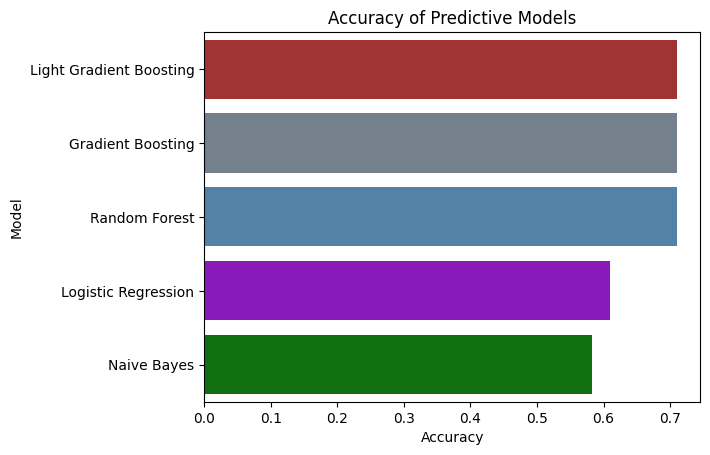 Accuracy of Predictive Models
Light Gradient Boosting
Gradient Boosting
Random Forest
Logistic Regression
Naive Bayes
Model
0.0 0.1 0.2 0.3 0.4 0.5 0.6 0.7
Accuracy